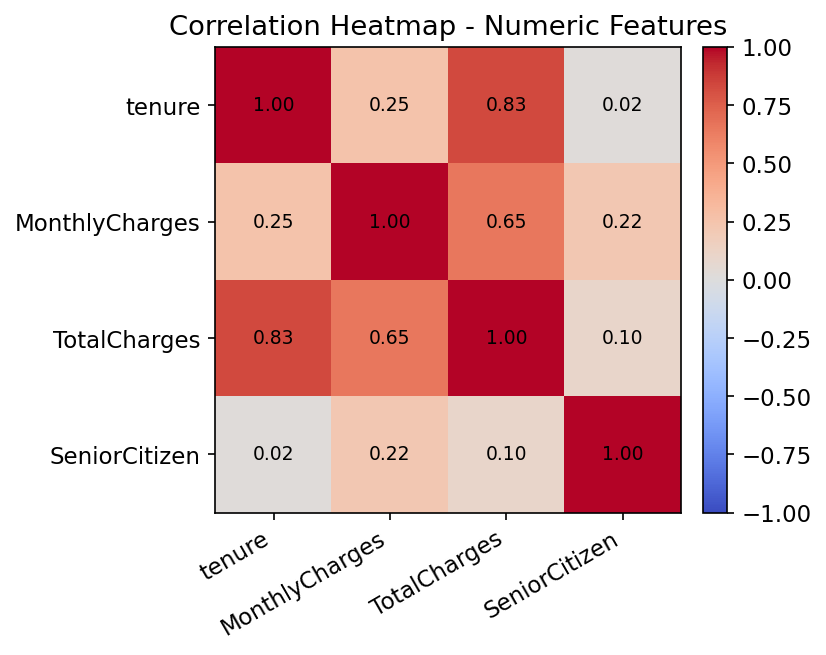 Correlation Heatmap - Numeric Features
tenure 1.00 0.25 0.83 0.02
MonthlyCharges 0.25 1.00 0.65 0.22
TotalCharges 0.83 0.65 1.00 0.10
SeniorCitizen 0.02 0.22 0.10 1.00
tenure MonthlyCharges TotalCharges SeniorCitizen
1.00
0.75
0.50
0.25
0.00
−0.25
−0.50
−0.75
−1.00